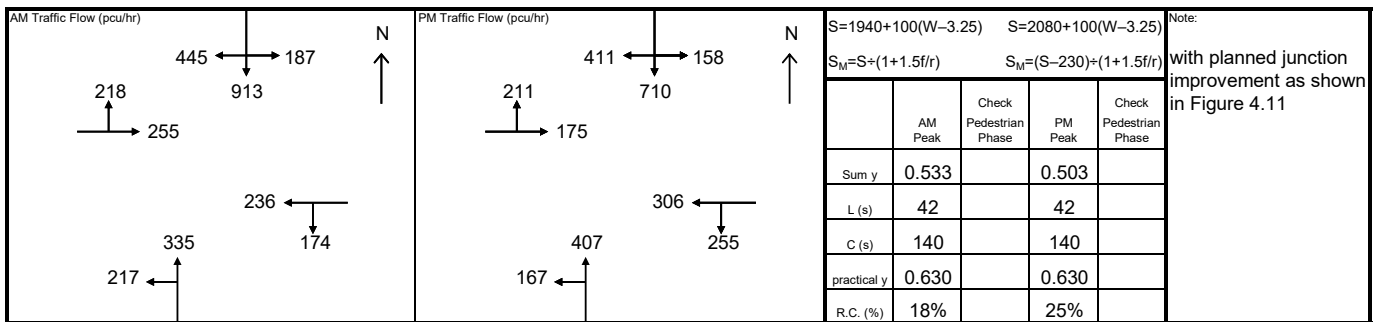 AM Traffic Flow (pcu/hr)
N
445 187
913
218
255
236
174
335
217
PM Traffic Flow (pcu/hr)
N
411 158
710
211
175
306
255
407
167
S=1940+100(W–3.25) S=2080+100(W–3.25)
S_M=S÷(1+1.5f/r) S_M=(S–230)÷(1+1.5f/r)
AM Peak Check Pedestrian Phase PM Peak Check Pedestrian Phase
Sum y 0.533 0.503
L (s) 42 42
C (s) 140 140
practical y 0.630 0.630
R.C. (%) 18% 25%
Note:
with planned junction
improvement as shown
in Figure 4.11